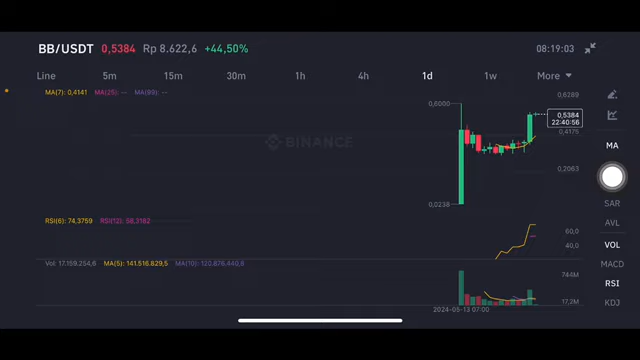 BB/USDT 0,5384 Rp 8.622,6 +44,50% 08:19:03
Line 5m 15m 30m 1h 4h 1d 1w More
MA(7): 0,4141 MA(25): -- MA(99): --
0,6289
0,6000
0,5384
22:40:56
0,4175
MA
BINANCE
0,2063
0,0238
SAR
RSI(6): 74,3759 RSI(12): 58,3182
AVL
60,0
40,0
VOL
Vol: 17.159.254,6 MA(5): 141.516.829,5 MA(10): 120.876.440,6
MACD
744M
RSI
17,2M
KDJ
2024-05-13 07:00